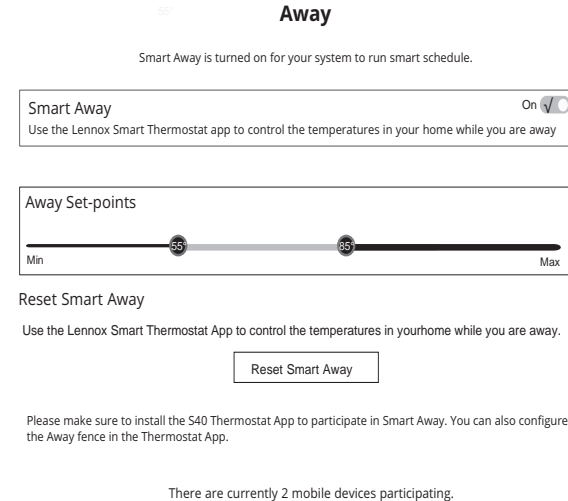 55°
Away
Smart Away is turned on for your system to run smart schedule.
Smart Away
On √
Use the Lennox Smart Thermostat app to control the temperatures in your home while you are away
Away Set-points
55°
85°
Min
Max
Reset Smart Away
Use the Lennox Smart Thermostat App to control the temperatures in yourhome while you are away.
Reset Smart Away
Please make sure to install the S40 Thermostat App to participate in Smart Away. You can also configure
the Away fence in the Thermostat App.
There are currently 2 mobile devices participating.